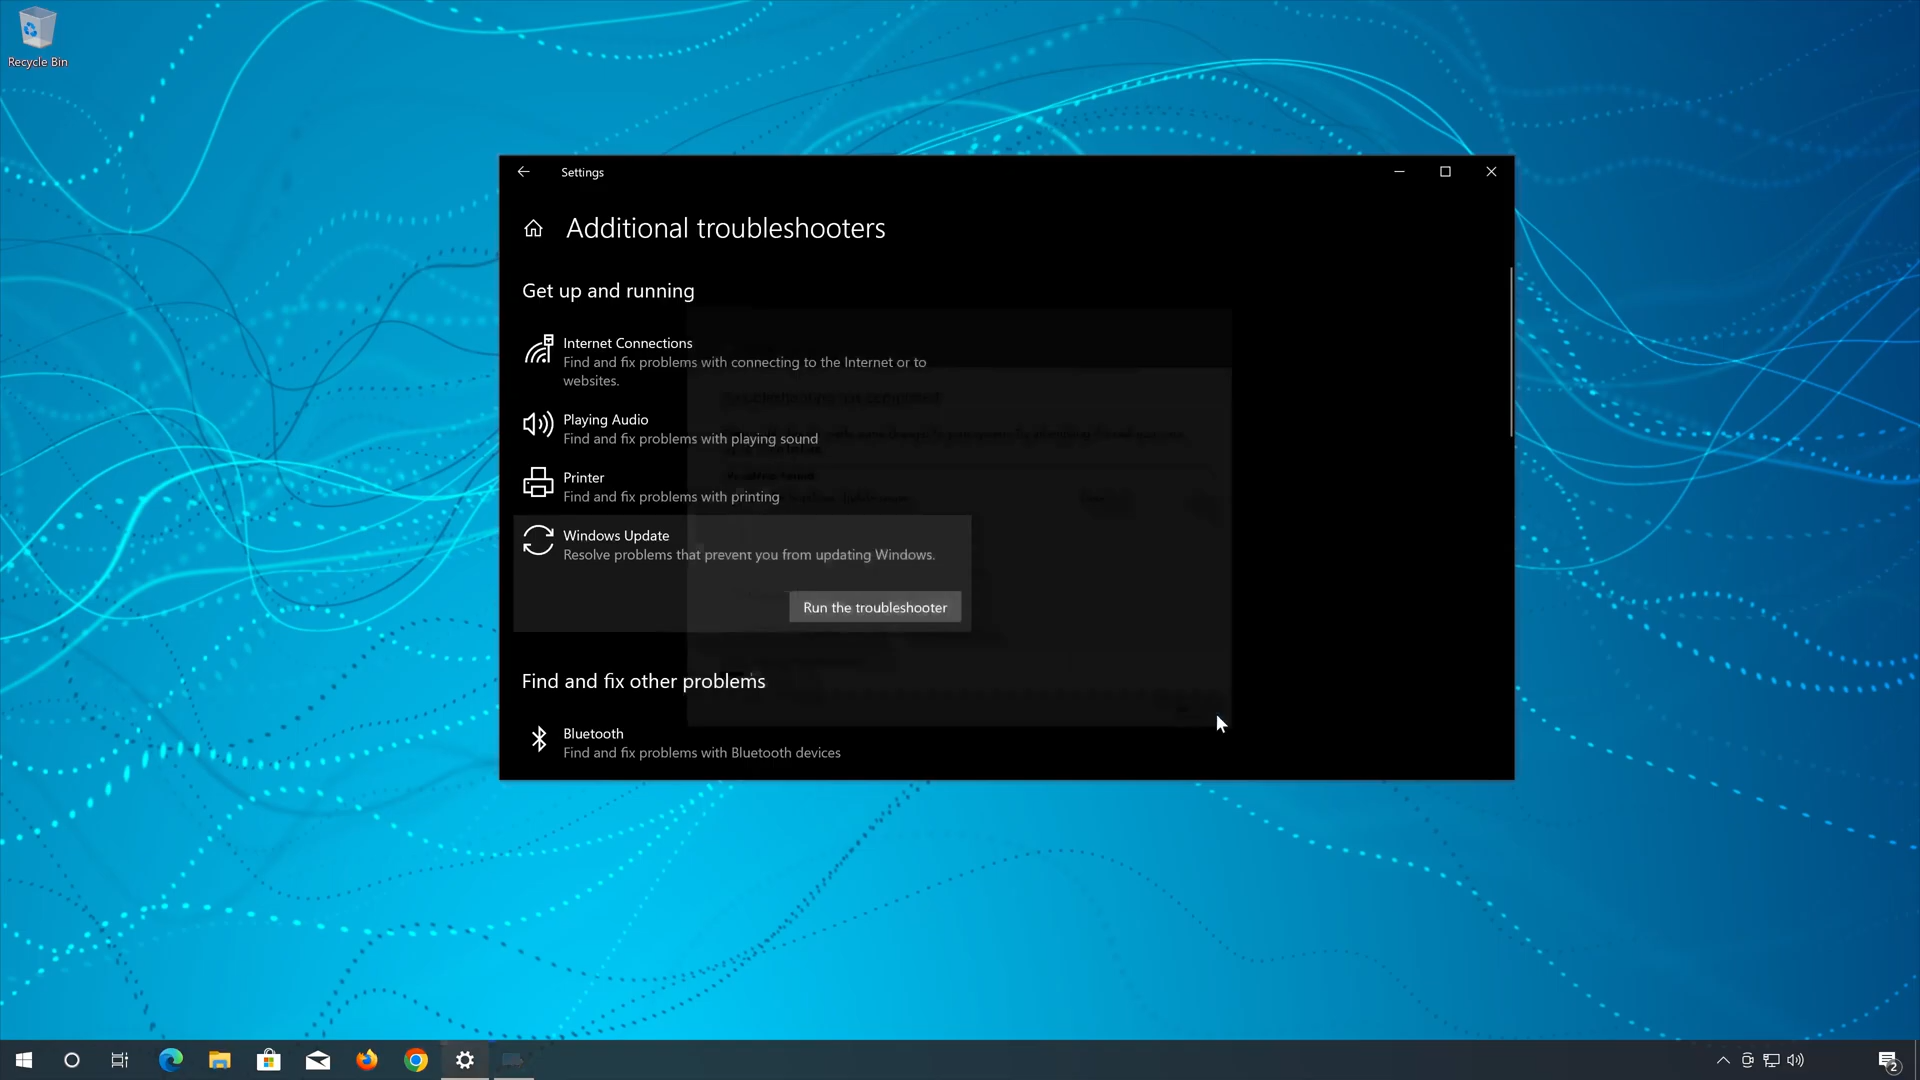 Recycle Bin
Settings
Additional troubleshooters
Get up and running
Internet Connections
Find and fix problems with connecting to the Internet or to
websites.
Playing Audio
Find and fix problems with playing sound
Printer
Find and fix problems with printing
Windows Update
Resolve problems that prevent you from updating Windows.
Run the troubleshooter
Find and fix other problems
Bluetooth
Find and fix problems with Bluetooth devices
2